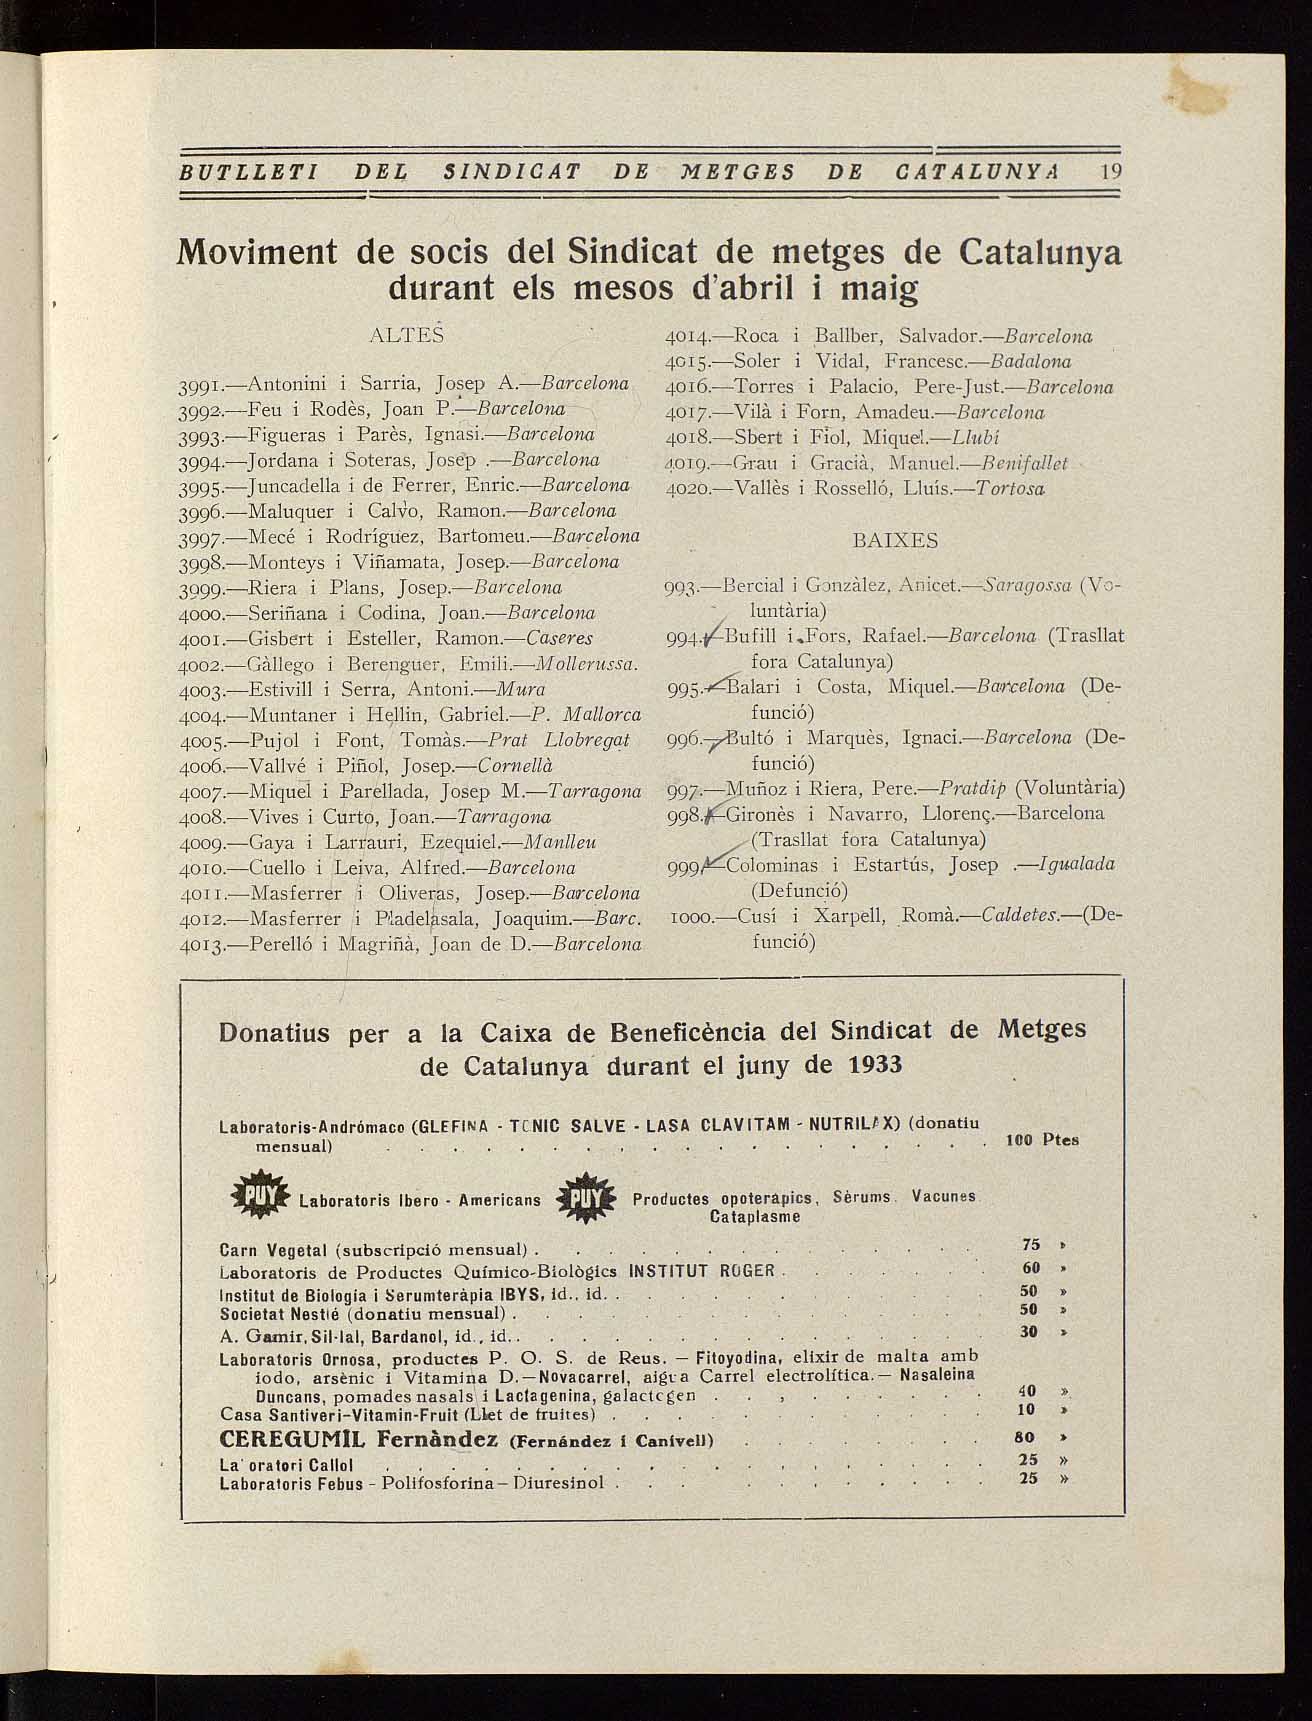 BUTLLETI DEL SINDICAT DE METGES DE CATALUNYA 19
Moviment de socis del Sindicat de metges de Catalunya
durant els mesos d'abril i maig
ALTES
3991.—Antonini i Sarria, Josep A.—Barcelona
3992.—Feu i Rodès, Joan P.—Barcelona
3993.—Figueras i Parès, Ignasi.—Barcelona
3994.—Jordana i Soteras, Josep .—Barcelona
3995.—Juncadella i de Ferrer, Enric.—Barcelona
3996.—Maluquer i Calvo, Ramon.—Barcelona
3997.—Mecé i Rodríguez, Bartomeu.—Barcelona
3998.—Monteys i Viñamata, Josep.—Barcelona
3999.—Riera i Plans, Josep.—Barcelona
4000.—Seriñana i Codina, Joan.—Barcelona
4001.—Gisbert i Esteller, Ramon.—Caseres
4002.—Gàllego i Berenguer, Emili.—Mollerussa.
4003.—Estivill i Serra, Antoni.—Mura
4004.—Muntaner i Hellin, Gabriel.—P. Mallorca
4005.—Pujol i Font, Tomàs.—Prat Llobregat
4006.—Vallvé i Piñol, Josep.—Cornellà
4007.—Miquel i Parellada, Josep M.—Tarragona
4008.—Vives i Curto, Joan.—Tarragona
4009.—Gaya i Larrauri, Ezequiel.—Manlleu
4010.—Cuello i Leiva, Alfred.—Barcelona
4011.—Masferrer i Oliveras, Josep.—Barcelona
4012.—Masferrer i Pladelasala, Joaquim.—Barc.
4013.—Perelló i Magriñà, Joan de D.—Barcelona
4014.—Roca i Ballber, Salvador.—Barcelona
4015.—Soler i Vidal, Francesc.—Badalona
4016.—Torres i Palacio, Pere-Just.—Barcelona
4017.—Vilà i Forn, Amadeu.—Barcelona
4018.—Sbert i Fiol, Miquel.—Llubí
4019.—Grau i Gracià, Manuel.—Benifallet
4020.—Vallès i Rosselló, Lluís.—Tortosa
BAIXES
993.—Bercial i Gonzàlez, Anicet.—Saragossa (Vo-
luntària)
994.—Bufill i Fors, Rafael.—Barcelona (Trasllat
fora Catalunya)
995.—Balari i Costa, Miquel.—Barcelona (De-
funció)
996.—Bultó i Marquès, Ignaci.—Barcelona (De-
funció)
997.—Muñoz i Riera, Pere.—Pratdip (Voluntària)
998.—Gironès i Navarro, Llorenç.—Barcelona
(Trasllat fora Catalunya)
999.—Colominas i Estartús, Josep .—Igualada
(Defunció)
1000.—Cusí i Xarpell, Romà.—Caldetes.—(De-
funció)
Donatius per a la Caixa de Beneficència del Sindicat de Metges
de Catalunya durant el juny de 1933
Laboratoris-Andrómaco (GLEFINA - TONIC SALVE - LASA CLAVITAM - NUTRILAX) (donatiu
mensual) . . . . . . . . . . . . . . . . . . . 100 Ptes
PUY Laboratoris Ibero - Americans PUY Productes opoteràpics, Sèrums, Vacunes
Cataplasme
Carn Vegetal (subscripció mensual) . . . . . . . . . . . . . . 75 »
Laboratoris de Productes Químico-Biològics INSTITUT ROGER . . . . . . . 60 »
Institut de Biologia i Serumteràpia IBYS, id., id. . . . . . . . . . . . . 50 »
Societat Nestlé (donatiu mensual) . . . . . . . . . . . . . . . 50 »
A. Gamir, Sil-lal, Bardanol, id., id. . . . . . . . . . . . . . . . 30 »
Laboratoris Ornosa, productes P. O. S. de Reus. — Fitoyodina, elixir de malta amb
iodo, arsènic i Vitamina D.—Novacarrel, aigua Carrel electrolítica.— Nasaleina
Duncans, pomades nasals i Lactagenina, galactogen . . . . . . . . . 40 »
Casa Santiveri-Vitamin-Fruit (Llet de fruites) . . . . . . . . . . . . 10 »
CEREGUMIL Fernàndez (Fernández i Canivell) . . . . . . . . 80 »
La oratori Callol . . . . . . . . . . . . . . . . . . . 25 »
Laboratoris Febus - Polifosforina — Diuresinol . . . . . . . . . . 25 »